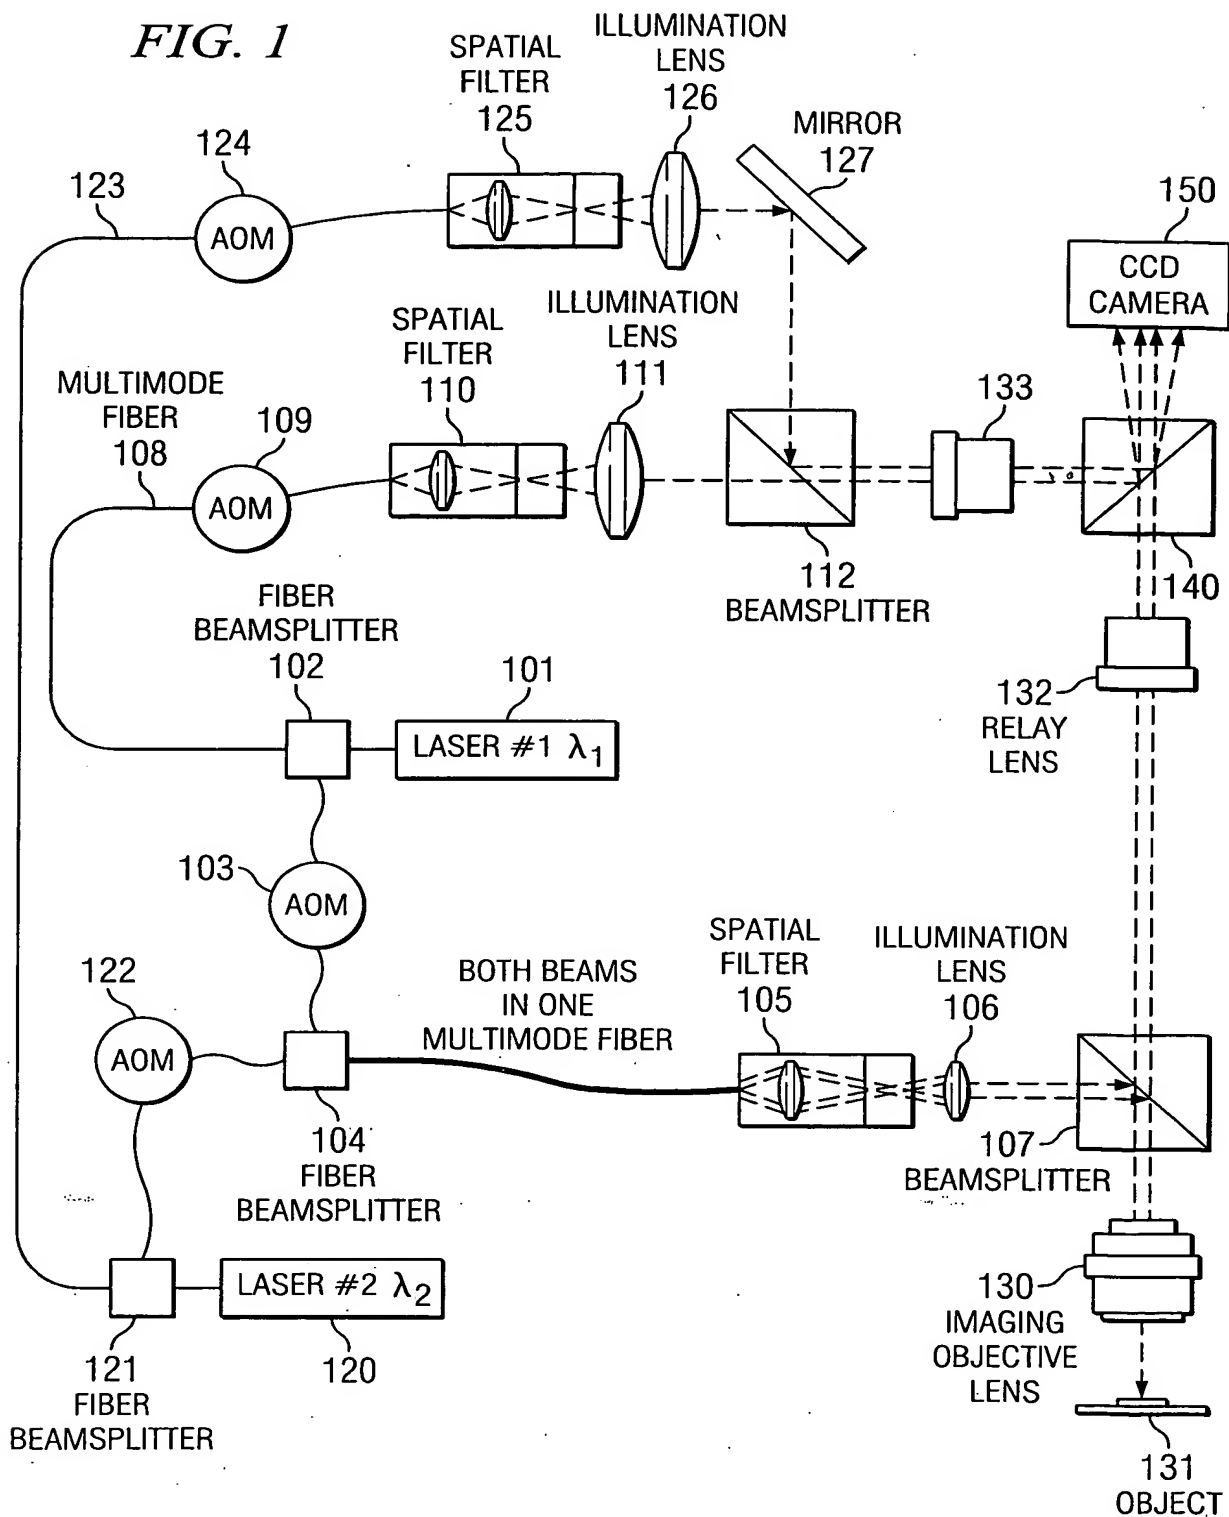 FIG. 1
SPATIAL
FILTER
125
ILLUMINATION
LENS
126
MIRROR
127
124
123
AOM
150
CCD
CAMERA
SPATIAL
FILTER
110
ILLUMINATION
LENS
111
MULTIMODE
FIBER
108
109
AOM
133
112
BEAMSPLITTER
140
FIBER
BEAMSPLITTER
102
101
LASER #1 λ1
132
RELAY
LENS
103
AOM
122
AOM
BOTH BEAMS
IN ONE
MULTIMODE FIBER
SPATIAL
FILTER
105
ILLUMINATION
LENS
106
104
FIBER
BEAMSPLITTER
107
BEAMSPLITTER
LASER #2 λ2
121
FIBER
BEAMSPLITTER
120
130
IMAGING
OBJECTIVE
LENS
131
OBJECT